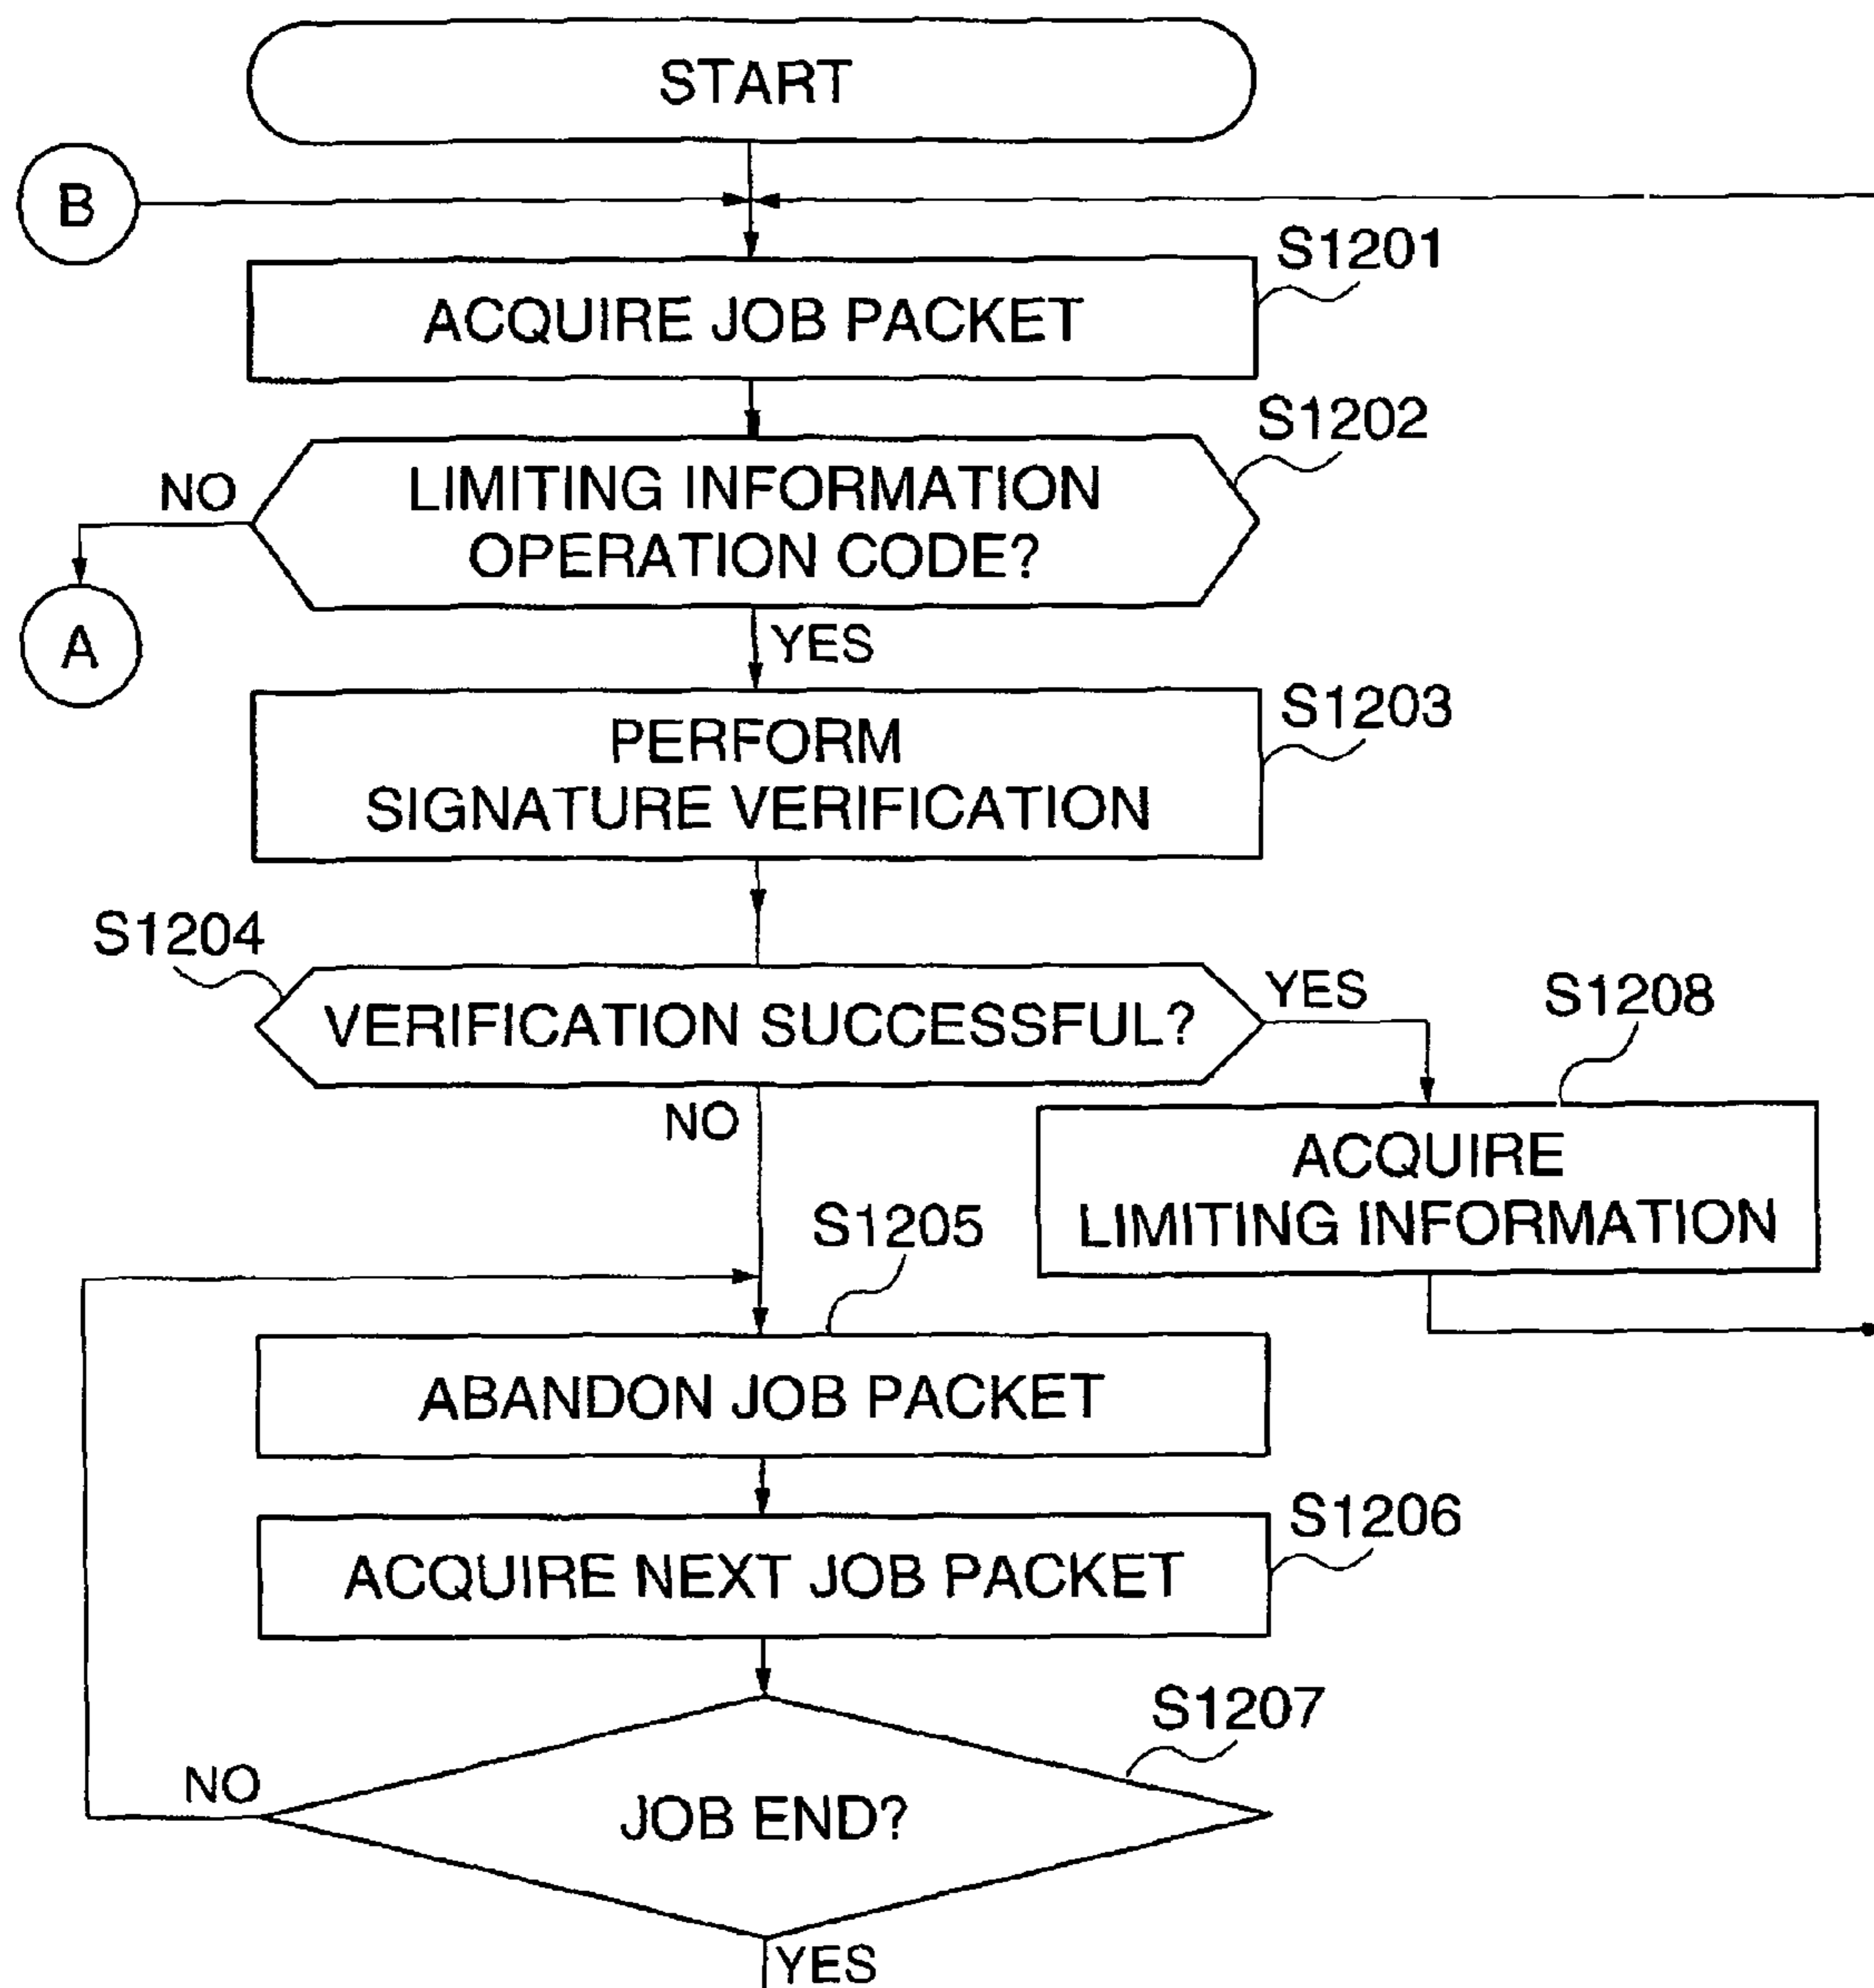 START
B
S1201
ACQUIRE JOB PACKET
S1202
NO
LIMITING INFORMATION
OPERATION CODE?
A
YES
S1203
PERFORM
SIGNATURE VERIFICATION
S1204
VERIFICATION SUCCESSFUL?
YES
S1208
NO
ACQUIRE
LIMITING INFORMATION
S1205
ABANDON JOB PACKET
S1206
ACQUIRE NEXT JOB PACKET
S1207
NO
JOB END?
YES